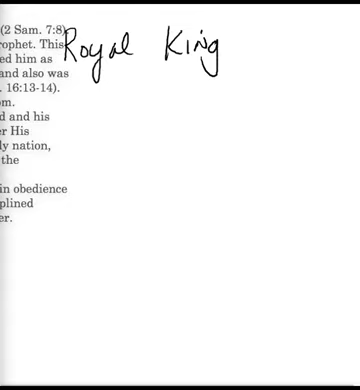 (2 Sam. 7:8)
rophet. This
ed him as
and also was
. 16:13-14).
om.
d and his
er His
ly nation,
the
in obedience
plined
er.
Royal King